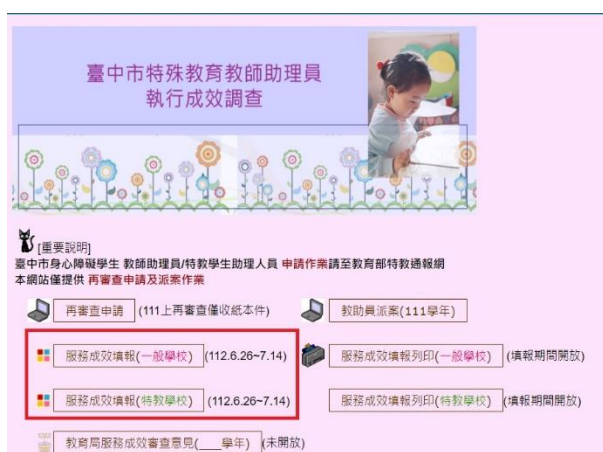 臺中市特殊教育教師助理員
執行成效調查
[重要說明]
臺中市身心障礙學生 教師助理員/特教學生助理人員 申請作業請至教育部特教通報網
本網站僅提供 再審查申請及派案作業
再審查申請 (111上再審查僅收紙本件) 教助員派案(111學年)
服務成效填報(一般學校) (112.6.26~7.14) 服務成效填報列印(一般學校) (填報期間開放)
服務成效填報(特教學校) (112.6.26~7.14) 服務成效填報列印(特教學校) (填報期間開放)
教育局服務成效審查意見(___學年) (未開放)